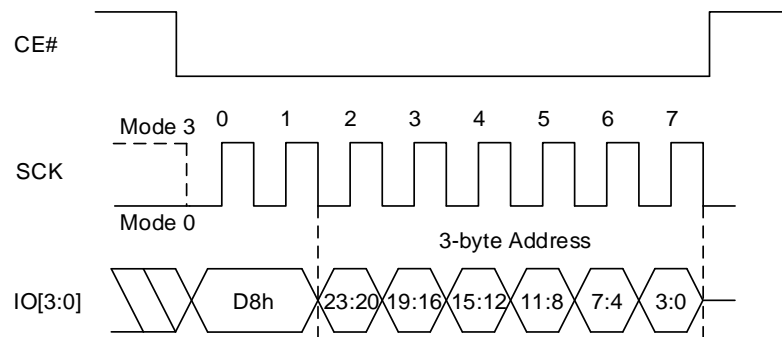 CE#
Mode 3
0 1 2 3 4 5 6 7
SCK
Mode 0
3-byte Address
IO[3:0]
D8h
23:20 19:16 15:12 11:8 7:4 3:0